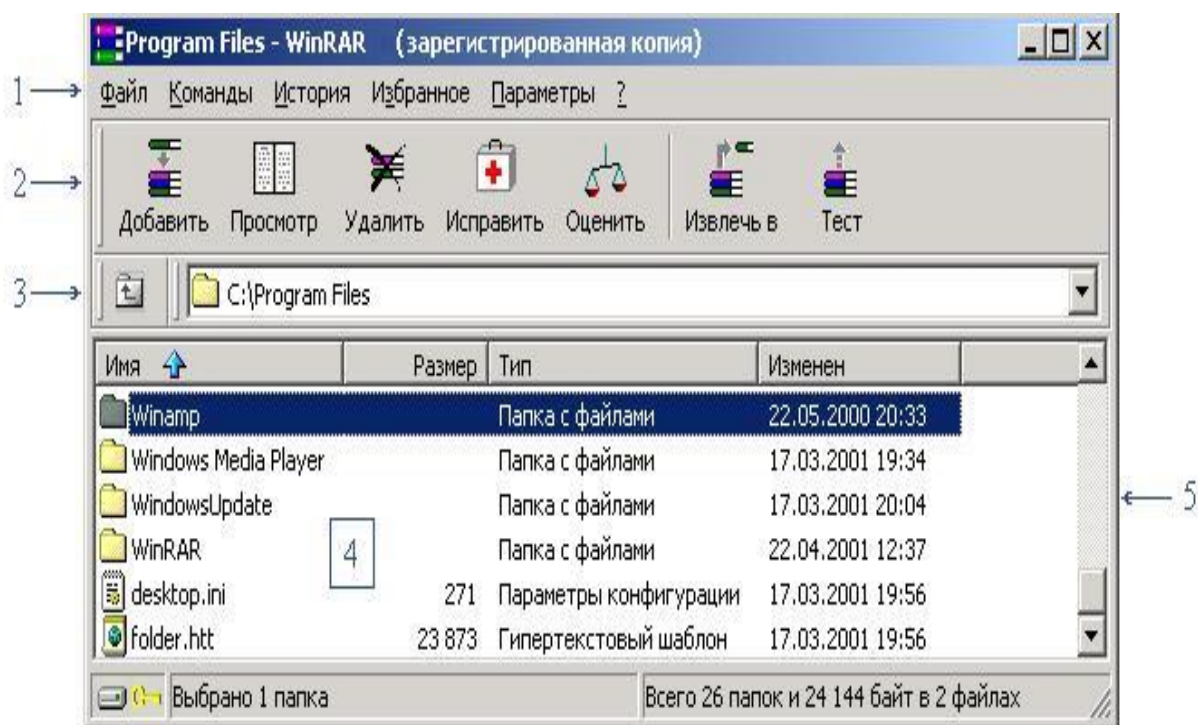 Program Files - WinRAR (зарегистрированная копия)
1 Файл Команды История Избранное Параметры ?
2 Добавить Просмотр Удалить Исправить Оценить Извлечь в Тест
3 C:\Program Files
Имя Размер Тип Изменен
Winamp Папка с файлами 22.05.2000 20:33
Windows Media Player Папка с файлами 17.03.2001 19:34
WindowsUpdate Папка с файлами 17.03.2001 20:04 5
WinRAR 4 Папка с файлами 22.04.2001 12:37
desktop.ini 271 Параметры конфигурации 17.03.2001 19:56
folder.htt 23 873 Гипертекстовый шаблон 17.03.2001 19:56
Выбрано 1 папка Всего 26 папок и 24 144 байт в 2 файлах